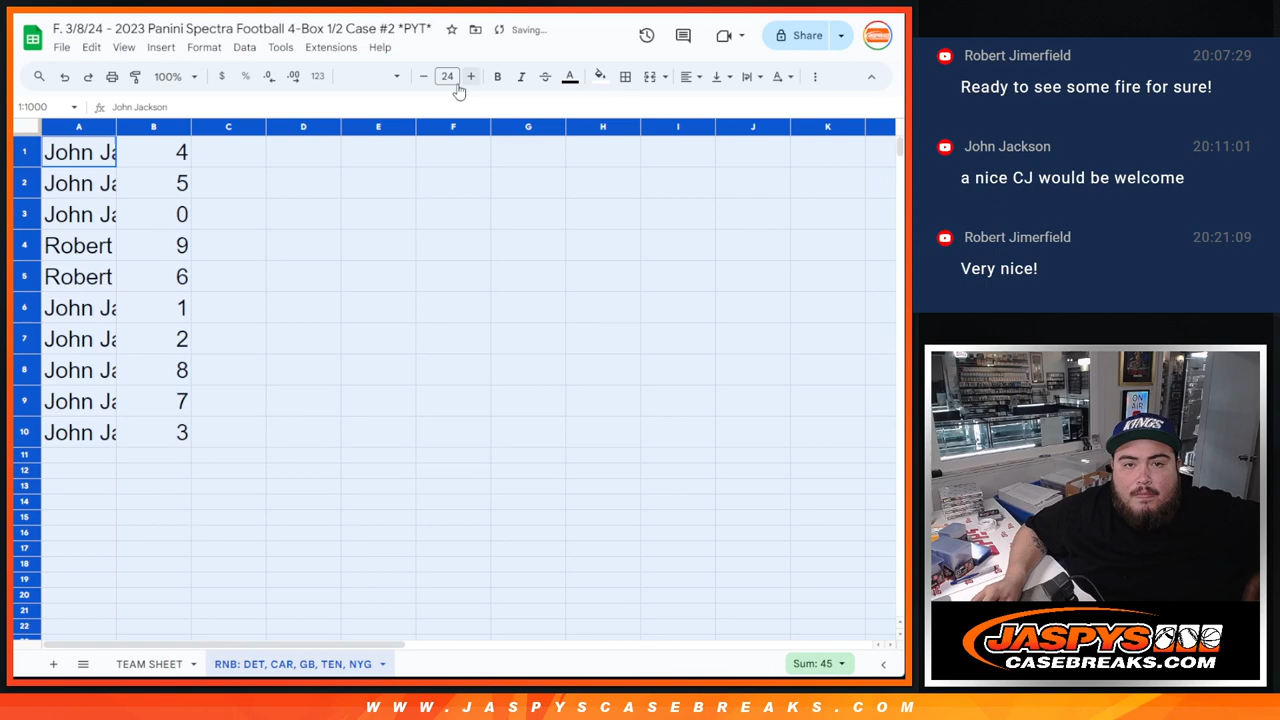 F. 3/8/24 - 2023 Panini Spectra Football 4-Box 1/2 Case #2 *PYT*
Saving...
Share
File Edit View Insert Format Data Tools Extensions Help
100% $ % .0 .00 123 − 24 + B I A
1:1000 fx John Jackson
A B C D E F G H I J K
1 John Ja 4
2 John Ja 5
3 John Ja 0
4 Robert 9
5 Robert 6
6 John Ja 1
7 John Ja 2
8 John Ja 8
9 John Ja 7
10 John Ja 3
11
12
13
14
15
16
17
18
19
20
21
22
+ TEAM SHEET RNB: DET, CAR, GB, TEN, NYG Sum: 45
Robert Jimerfield 20:07:29
Ready to see some fire for sure!
John Jackson 20:11:01
a nice CJ would be welcome
Robert Jimerfield 20:21:09
Very nice!
ON AIR
KINGS
JASPYS
CASEBREAKS.COM
WWW.JASPYSCASEBREAKS.COM